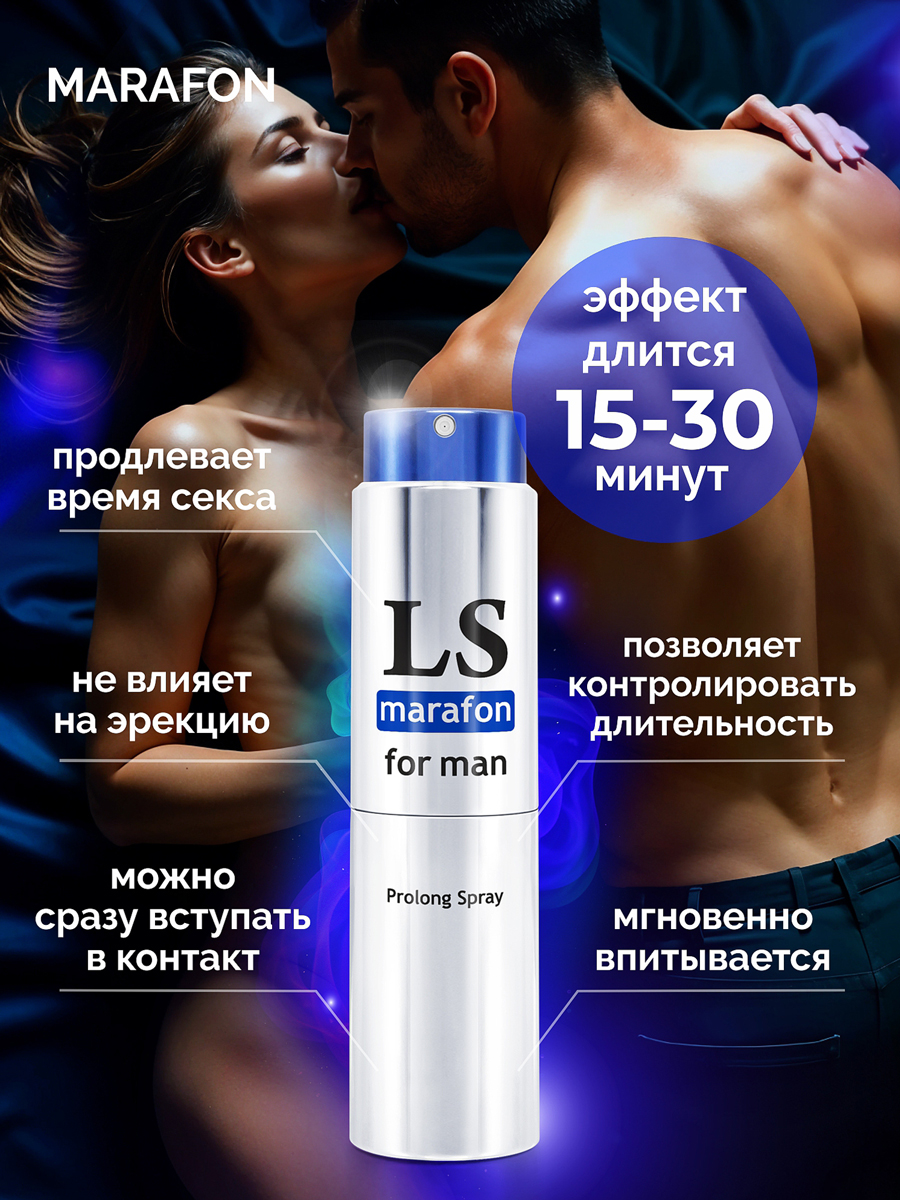 MARAFON
эффект
длится
15-30
минут
продлевает
время секса
LS
marafon
for man
не влияет
на эрекцию
позволяет
контролировать
длительность
Prolong Spray
можно
сразу вступать
в контакт
мгновенно
впитывается